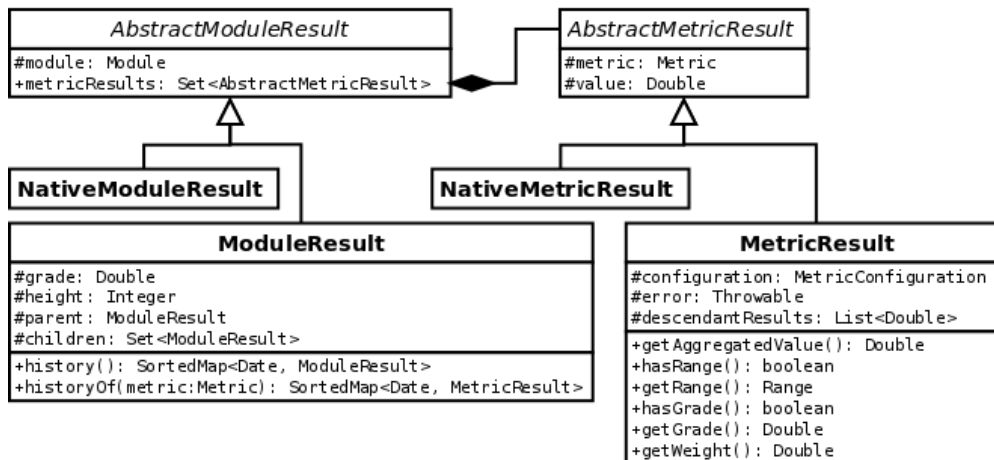 AbstractModuleResult
#module: Module
+metricResults: Set<AbstractMetricResult>
AbstractMetricResult
#metric: Metric
#value: Double
NativeModuleResult
NativeMetricResult
ModuleResult
#grade: Double
#height: Integer
#parent: ModuleResult
#children: Set<ModuleResult>
+history(): SortedMap<Date, ModuleResult>
+historyOf(metric:Metric): SortedMap<Date, MetricResult>
MetricResult
#configuration: MetricConfiguration
#error: Throwable
#descendantResults: List<Double>
+getAggregatedValue(): Double
+hasRange(): boolean
+getRange(): Range
+hasGrade(): boolean
+getGrade(): Double
+getWeight(): Double